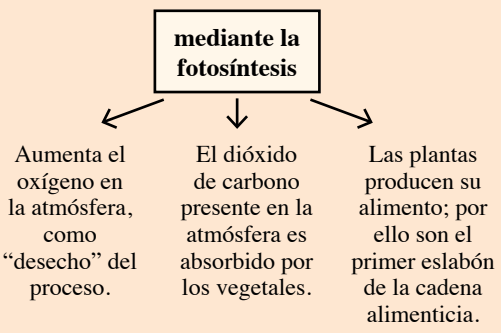 mediante la
fotosíntesis
Aumenta el
oxígeno en
la atmósfera,
como
“desecho” del
proceso.
El dióxido
de carbono
presente en la
atmósfera es
absorbido por
los vegetales.
Las plantas
producen su
alimento; por
ello son el
primer eslabón
de la cadena
alimenticia.